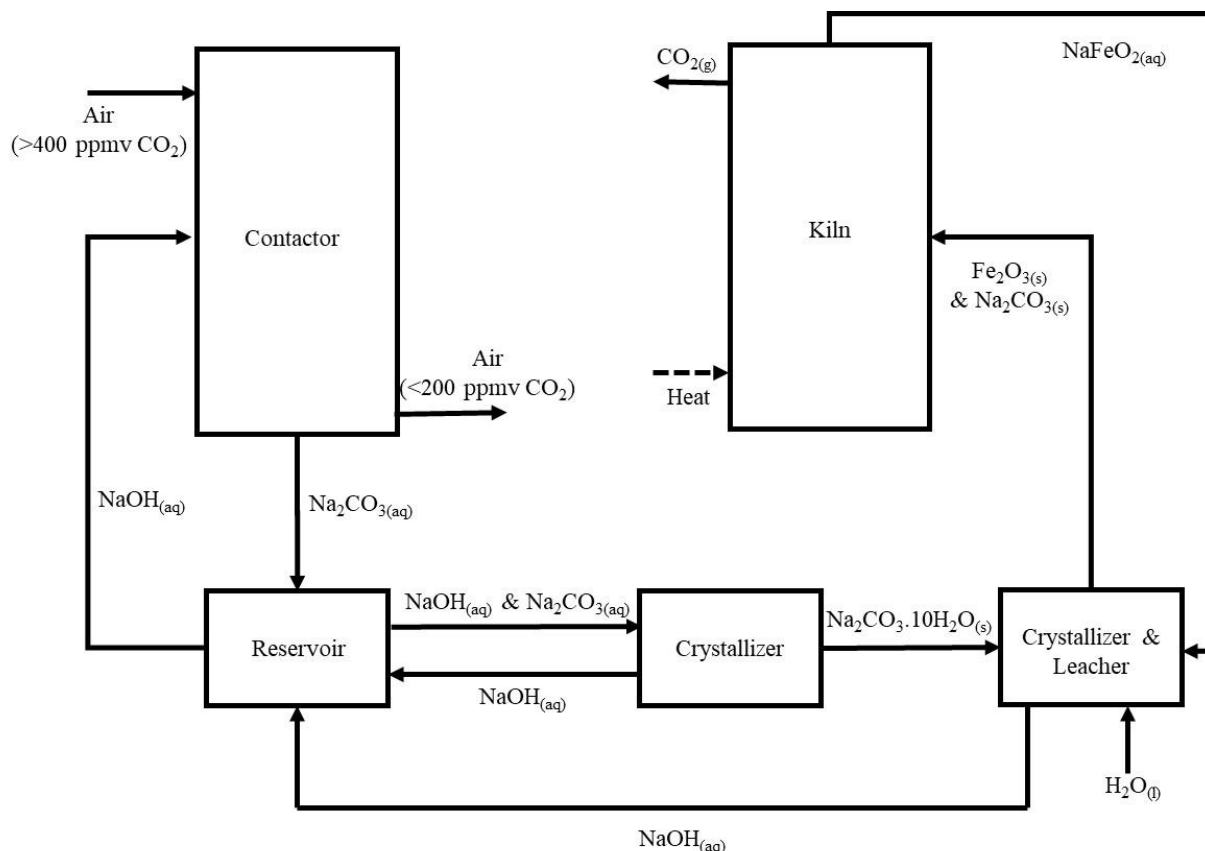 Air
(>400 ppmv CO₂)
Contactor
Air
(<200 ppmv CO₂)
NaOH₍aq₎
Na₂CO₃(aq)
CO₂(g)
Kiln
Heat
NaFeO₂(aq)
Fe₂O₃(s)
& Na₂CO₃(s)
Reservoir
NaOH(aq) & Na₂CO₃(aq)
NaOH(aq)
Crystallizer
Na₂CO₃.10H₂O(s)
Crystallizer &
Leacher
H₂O(l)
NaOH(aq)